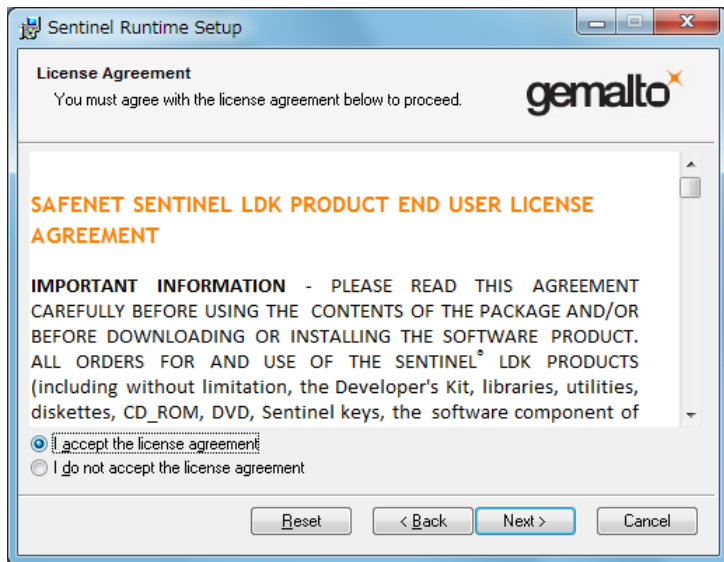 Sentinel Runtime Setup
License Agreement
You must agree with the license agreement below to proceed.
gemalto
SAFENET SENTINEL LDK PRODUCT END USER LICENSE
AGREEMENT
IMPORTANT INFORMATION - PLEASE READ THIS AGREEMENT
CAREFULLY BEFORE USING THE CONTENTS OF THE PACKAGE AND/OR
BEFORE DOWNLOADING OR INSTALLING THE SOFTWARE PRODUCT.
ALL ORDERS FOR AND USE OF THE SENTINEL® LDK PRODUCTS
(including without limitation, the Developer's Kit, libraries, utilities,
diskettes, CD_ROM, DVD, Sentinel keys, the software component of
I accept the license agreement
I do not accept the license agreement
Reset
< Back
Next >
Cancel